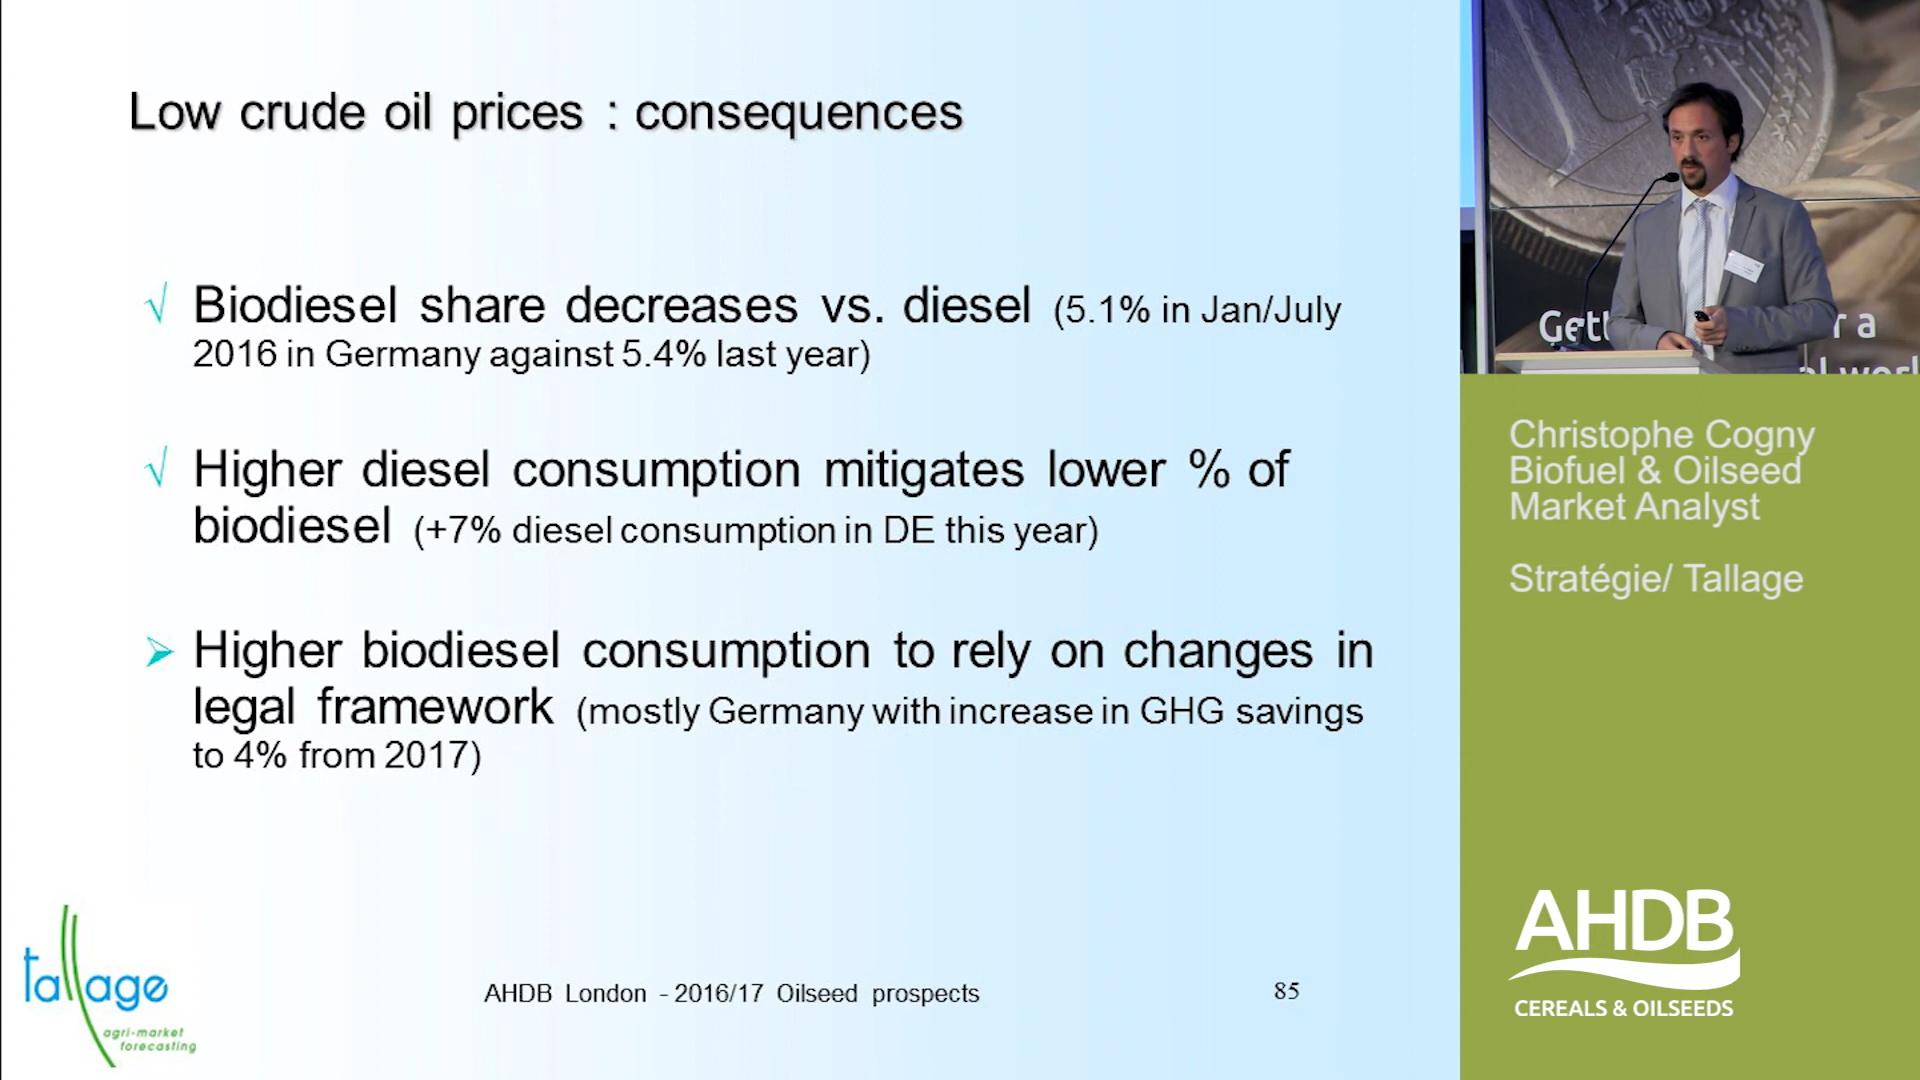 Low crude oil prices : consequences
√ Biodiesel share decreases vs. diesel (5.1% in Jan/July
2016 in Germany against 5.4% last year)
√ Higher diesel consumption mitigates lower % of
biodiesel (+7% diesel consumption in DE this year)
➢ Higher biodiesel consumption to rely on changes in
legal framework (mostly Germany with increase in GHG savings
to 4% from 2017)
tallage
agri-market
forecasting
AHDB London - 2016/17 Oilseed prospects
85
r a
Christophe Cogny
Biofuel & Oilseed
Market Analyst
Stratégie/ Tallage
AHDB
CEREALS & OILSEEDS